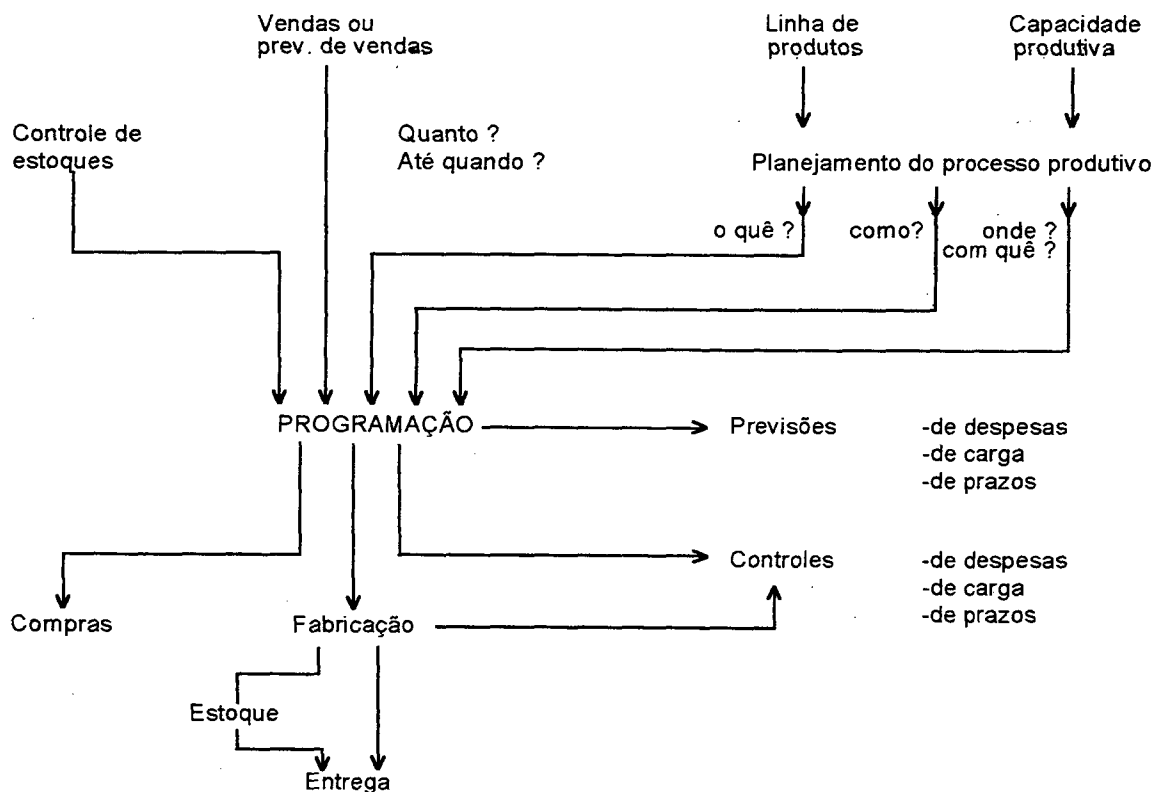 Vendas ou
prev. de vendas
Linha de
produtos
Capacidade
produtiva
Controle de
estoques
Quanto ?
Até quando ?
Planejamento do processo produtivo
o quê ?
como?
onde ?
com quê ?
PROGRAMAÇÃO
Previsões
-de despesas
-de carga
-de prazos
Controles
-de despesas
-de carga
-de prazos
Compras
Fabricação
Estoque
Entrega